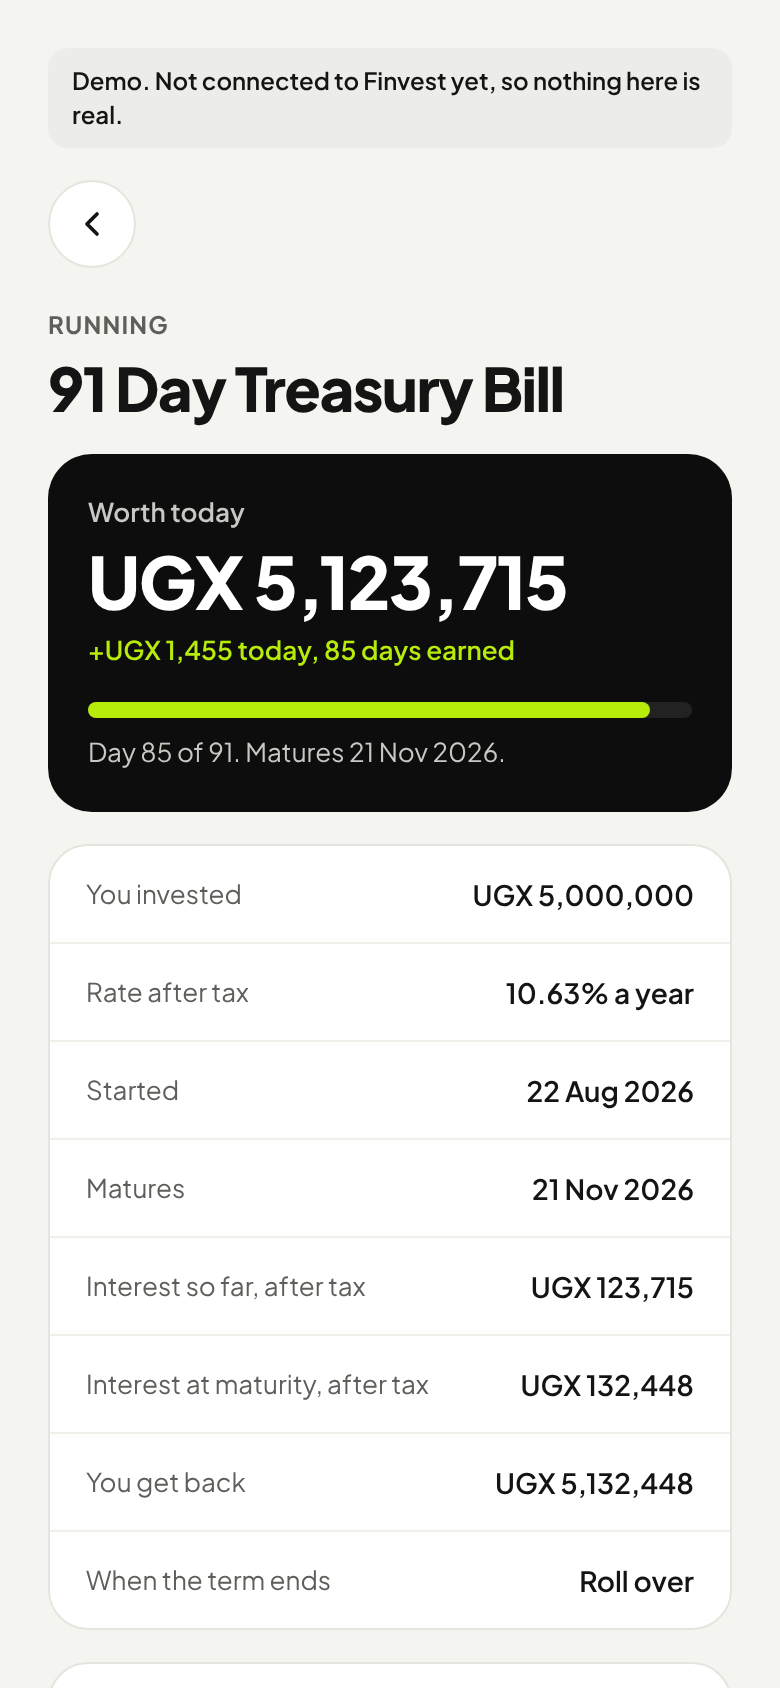 Demo. Not connected to Finvest yet, so nothing here is
real.
RUNNING
91 Day Treasury Bill
Worth today
UGX 5,123,715
+UGX 1,455 today, 85 days earned
Day 85 of 91. Matures 21 Nov 2026.
You invested UGX 5,000,000
Rate after tax 10.63% a year
Started 22 Aug 2026
Matures 21 Nov 2026
Interest so far, after tax UGX 123,715
Interest at maturity, after tax UGX 132,448
You get back UGX 5,132,448
When the term ends Roll over